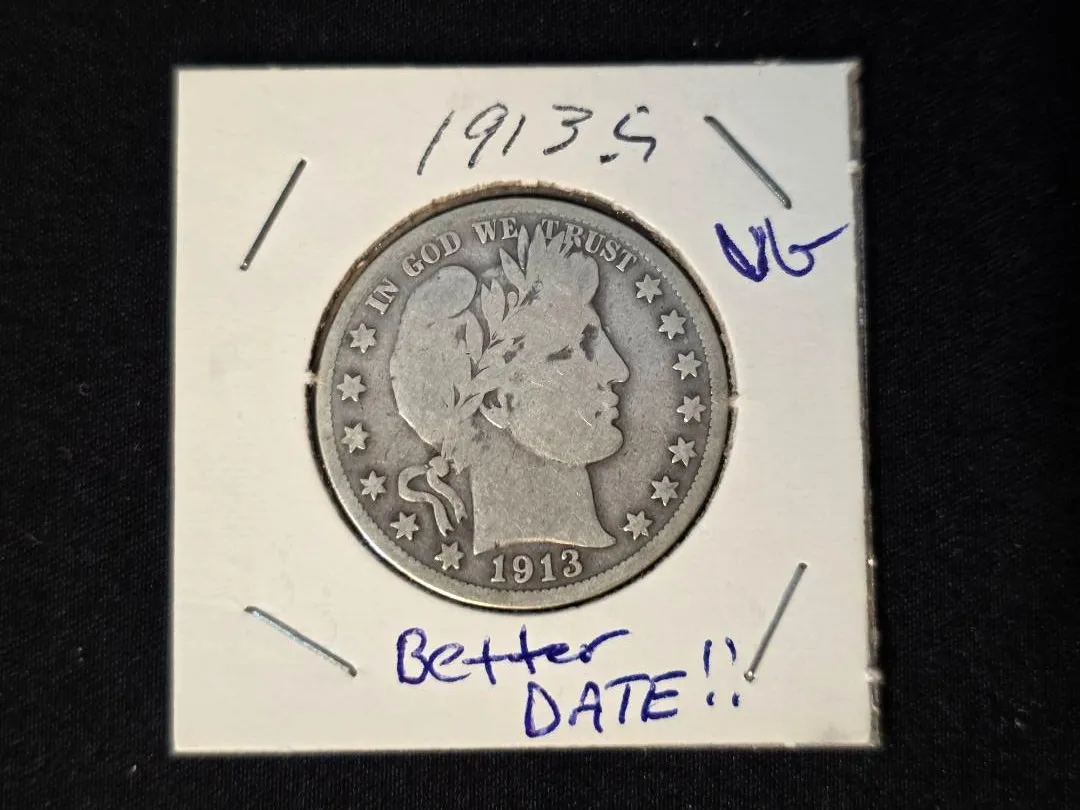 1913.S
VG
IN GOD WE TRUST
1913
Better
DATE!!